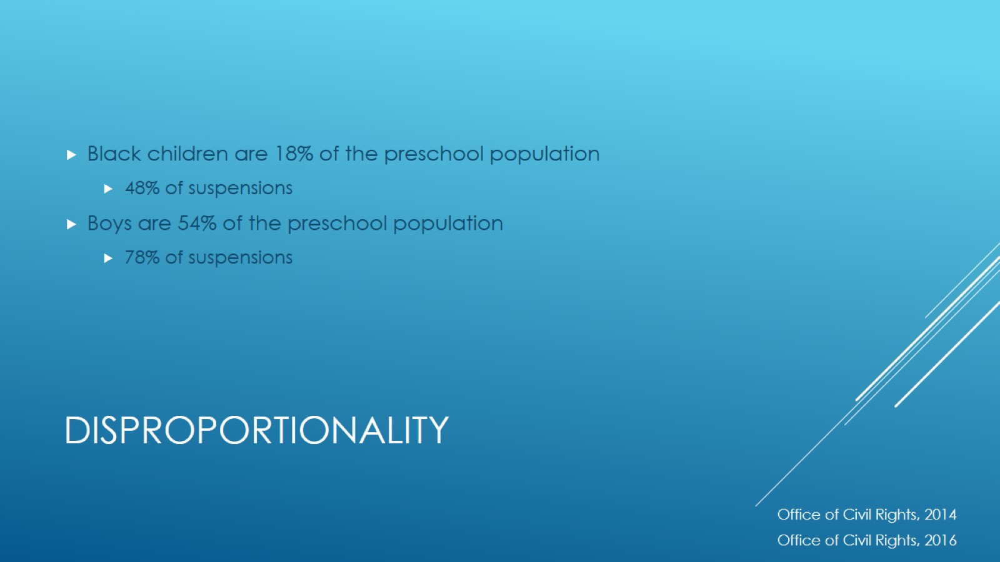 Black children are 18% of the preschool population
48% of suspensions
Boys are 54% of the preschool population
78% of suspensions
DISPROPORTIONALITY
Office of Civil Rights, 2014
Office of Civil Rights, 2016